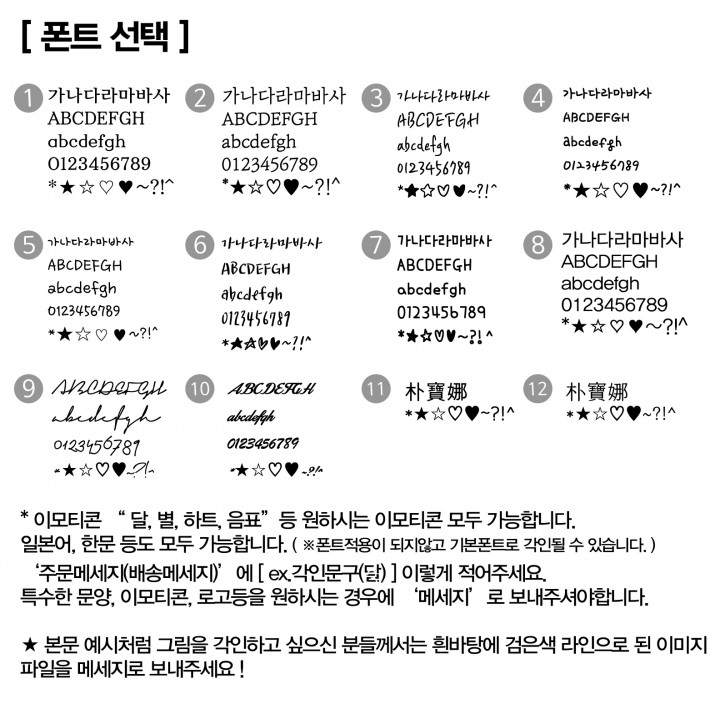 [ 폰트 선택 ]
1 가나다라마바사
ABCDEFGH
abcdefgh
0123456789
*★☆♡♥~?!^
2 가나다라마바사
ABCDEFGH
abcdefgh
0123456789
*★☆♡♥~?!^
3 가나다라마바사
ABCDEFGH
abcdefgh
0123456789
*★☆♡♥~?!^
4 가나다라마바사
ABCDEFGH
abcdefgh
0123456789
*★☆♡♥~?!^
5 가나다라마바사
ABCDEFGH
abcdefgh
0123456789
*★☆♡♥~?!^
6 가나다라마바사
ABCDEFGH
abcdefgh
0123456789
*★☆♡♥~?!^
7 가나다라마바사
ABCDEFGH
abcdefgh
0123456789
*★☆♡♥~?!^
8 가나다라마바사
ABCDEFGH
abcdefgh
0123456789
*★☆♡♥~?!^
9 ABCDEFGH
abcdefgh
0123456789
*★☆♡♥~?!^
10 ABCDEFGH
abcdefgh
0123456789
*★☆♡♥~?!^
11 朴寶娜
*★☆♡♥~?!^
12 朴寶娜
*★☆♡♥~?!^
* 이모티콘 “ 달, 별, 하트, 음표” 등 원하시는 이모티콘 모두 가능합니다.
일본어, 한문 등도 모두 가능합니다. ( ※폰트적용이 되지않고 기본폰트로 각인될 수 있습니다. )
‘주문메세지(배송메세지)’ 에 [ ex.각인문구(닭) ] 이렇게 적어주세요.
특수한 문양, 이모티콘, 로고등을 원하시는 경우에 ‘메세지’ 로 보내주셔야합니다.
★ 본문 예시처럼 그림을 각인하고 싶으신 분들께서는 흰바탕에 검은색 라인으로 된 이미지
파일을 메세지로 보내주세요 !